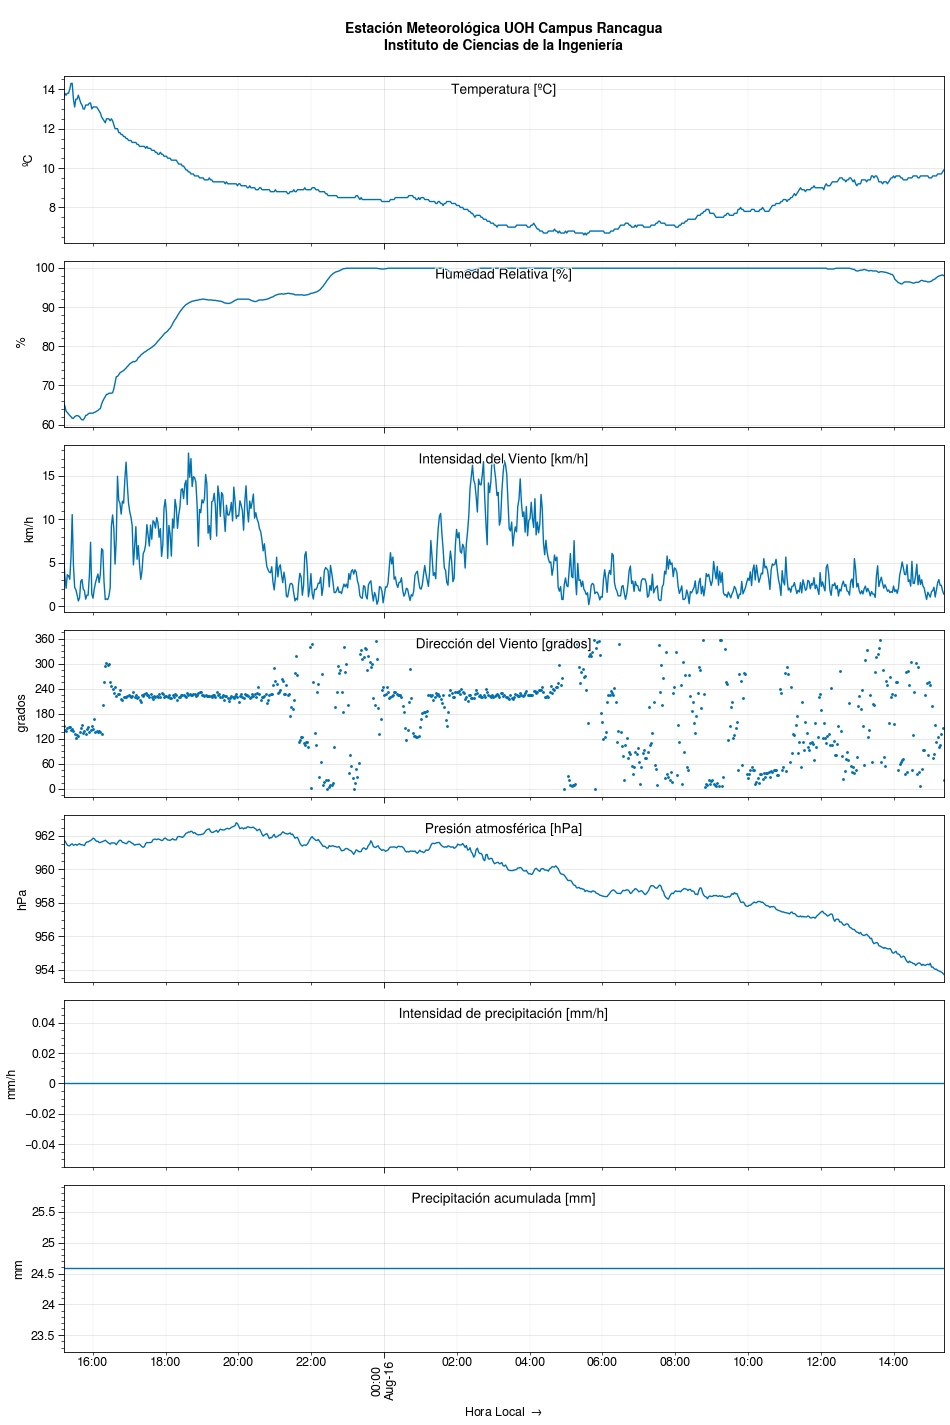 Estación Meteorológica UOH Campus Rancagua
Instituto de Ciencias de la Ingeniería
Temperatura [ºC]
14
12
10
8
ºC
Humedad Relativa [%]
100
90
80
70
60
%
Intensidad del Viento [km/h]
15
10
5
0
km/h
Dirección del Viento [grados]
360
300
240
180
120
60
0
grados
Presión atmosférica [hPa]
962
960
958
956
954
hPa
Intensidad de precipitación [mm/h]
0.04
0.02
0
−0.02
−0.04
mm/h
Precipitación acumulada [mm]
25.5
25
24.5
24
23.5
mm
16:00 18:00 20:00 22:00 00:00 02:00 04:00 06:00 08:00 10:00 12:00 14:00
Aug-16
Hora Local →